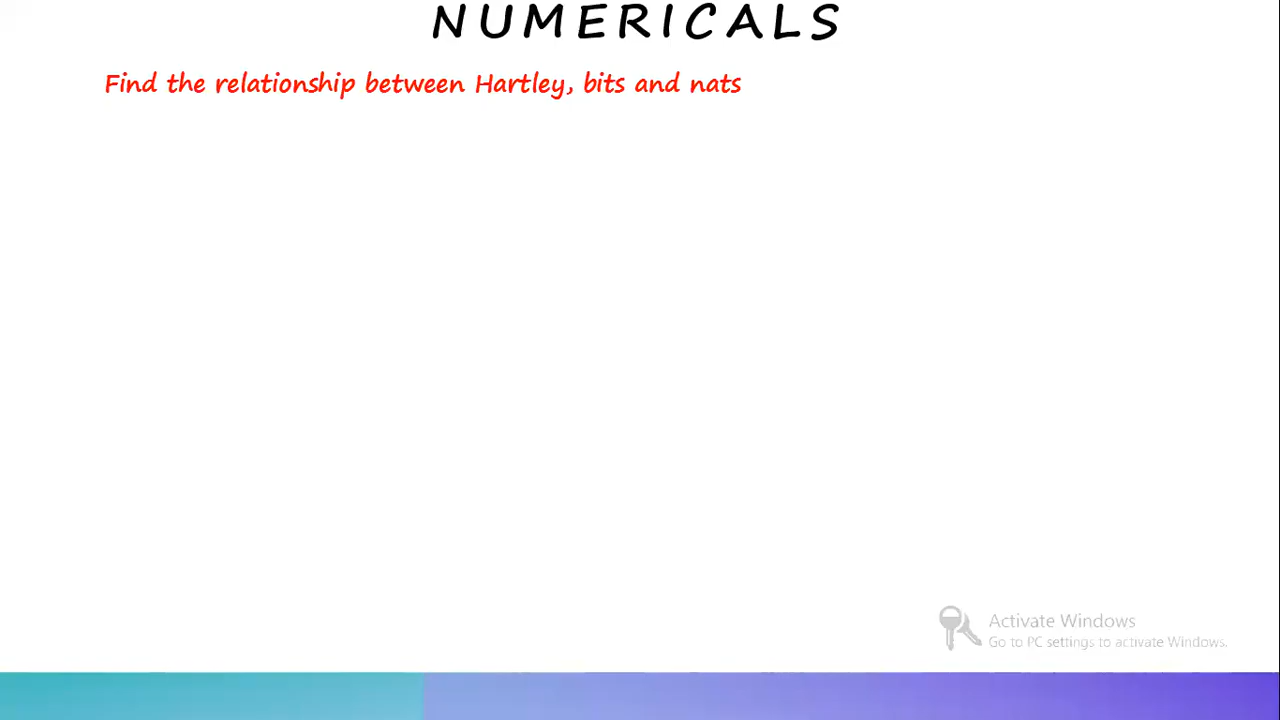 NUMERICALS
Find the relationship between Hartley, bits and nats
Activate Windows
Go to PC settings to activate Windows.